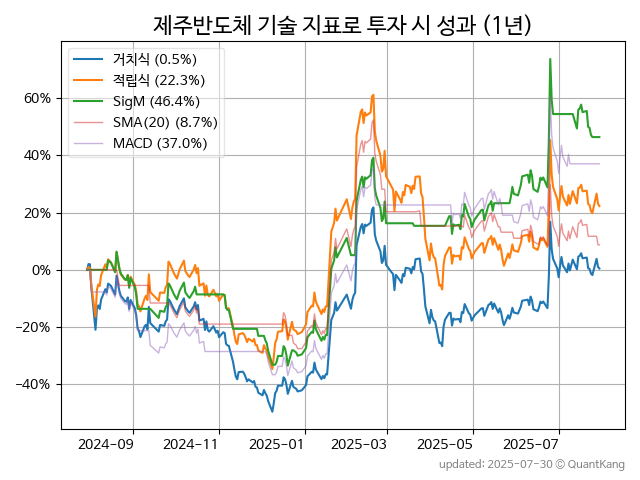 제주반도체 기술 지표로 투자 시 성과 (1년)
거치식 (0.5%)
적립식 (22.3%)
SigM (46.4%)
SMA(20) (8.7%)
MACD (37.0%)
60%
40%
20%
0%
−20%
−40%
2024-09
2024-11
2025-01
2025-03
2025-05
2025-07
updated: 2025-07-30 © QuantKang